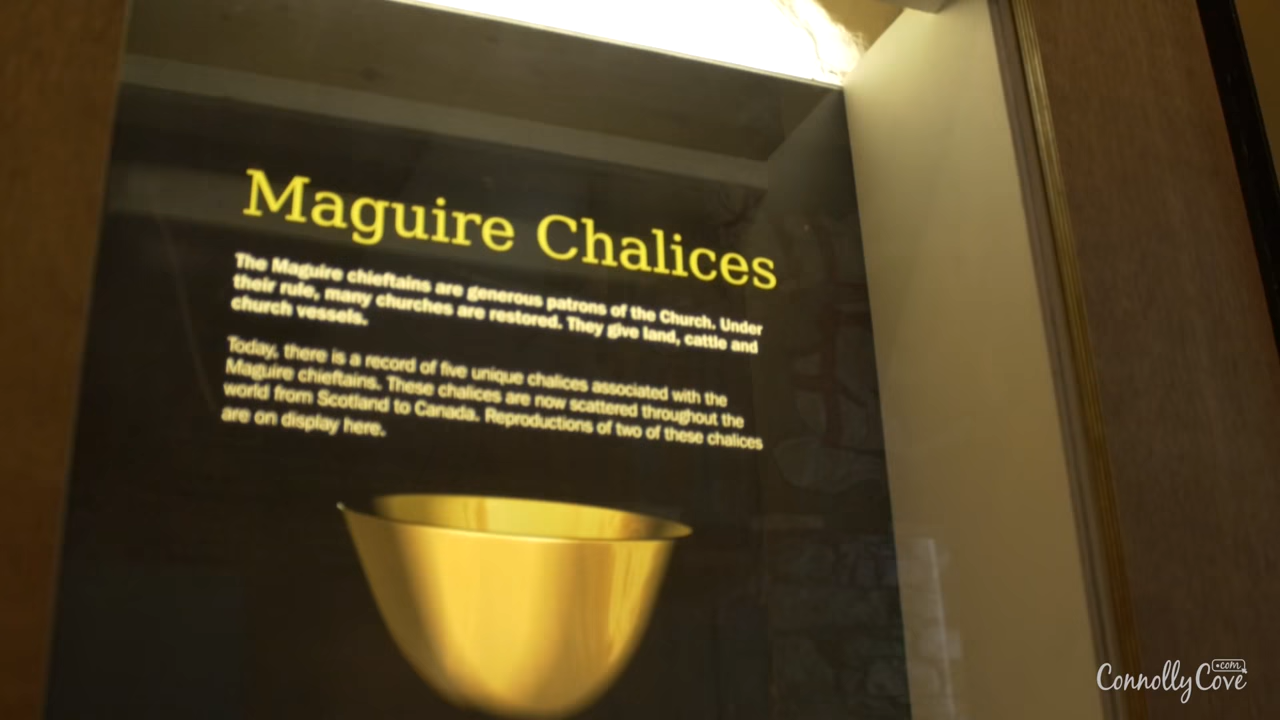 Maguire Chalices
The Maguire chieftains are generous patrons of the Church. Under
their rule, many churches are restored. They give land, cattle and
church vessels.
Today, there is a record of five unique chalices associated with the
Maguire chieftains. These chalices are now scattered throughout the
world from Scotland to Canada. Reproductions of two of these chalices
are on display here.
ConnollyCove
.com